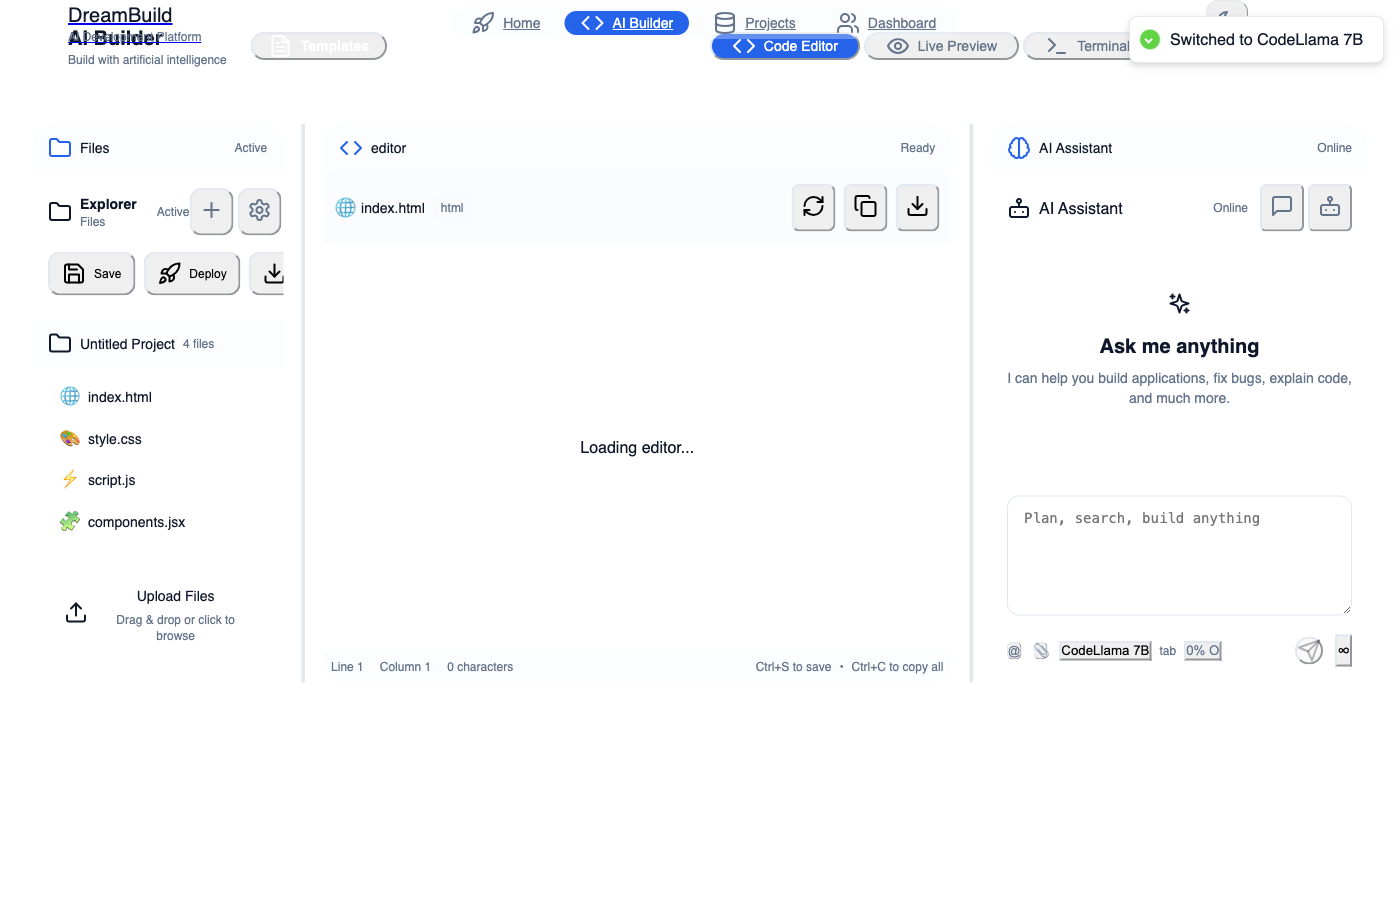 DreamBuild
AI Development Platform
AI Builder
Build with artificial intelligence
Templates
Home
AI Builder
Projects
Dashboard
Code Editor
Live Preview
Terminal
Switched to CodeLlama 7B
Files
Active
Explorer
Files
Active
Save
Deploy
Untitled Project
4 files
index.html
style.css
script.js
components.jsx
Upload Files
Drag & drop or click to
browse
editor
Ready
index.html
html
Loading editor...
Line 1
Column 1
0 characters
Ctrl+S to save • Ctrl+C to copy all
AI Assistant
Online
AI Assistant
Online
Ask me anything
I can help you build applications, fix bugs, explain code,
and much more.
Plan, search, build anything
@
CodeLlama 7B
tab
0% O
∞